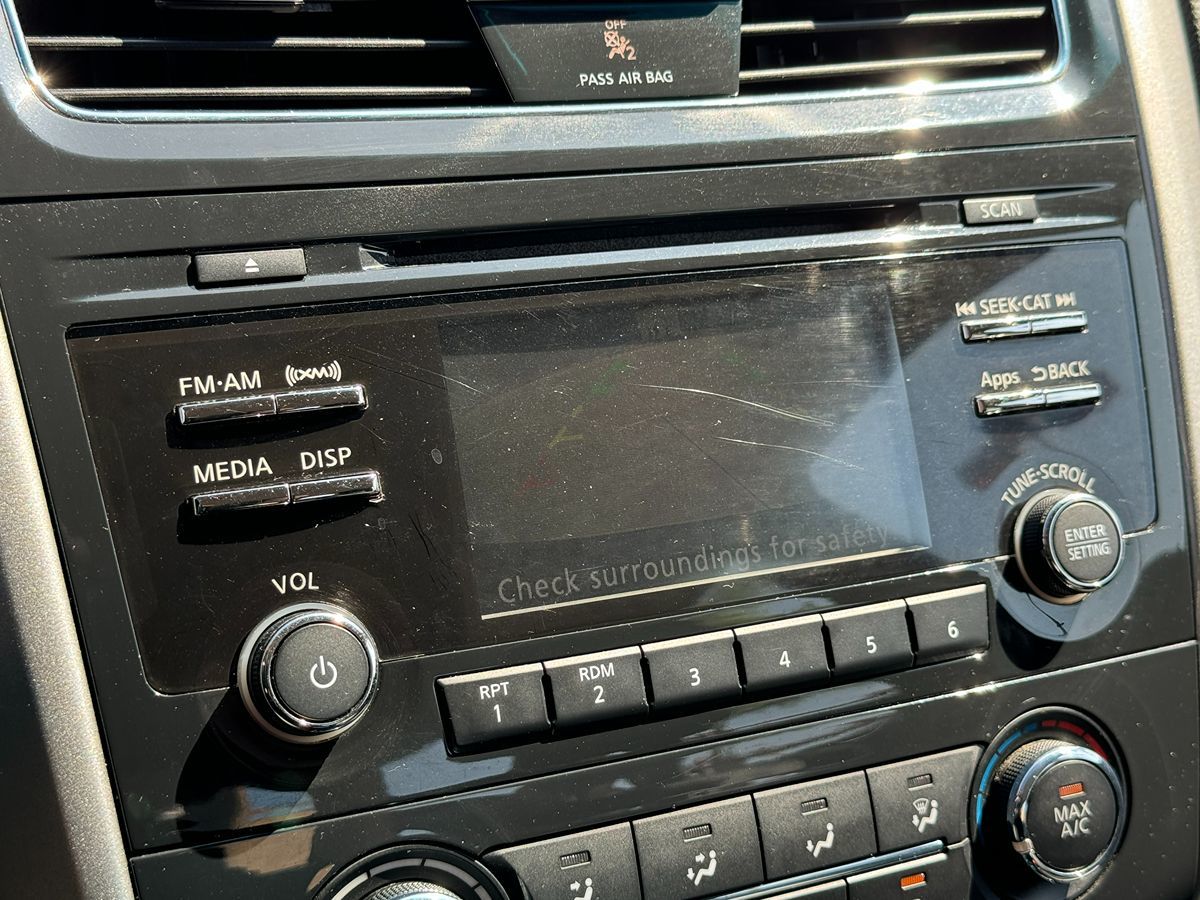 OFF
2
PASS AIR BAG
SCAN
SEEK·CAT
FM·AM
((XM))
Apps
BACK
MEDIA
DISP
TUNE·SCROLL
ENTER
SETTING
Check surroundings for safety
VOL
RPT
1
RDM
2
3
4
5
6
MAX
A/C